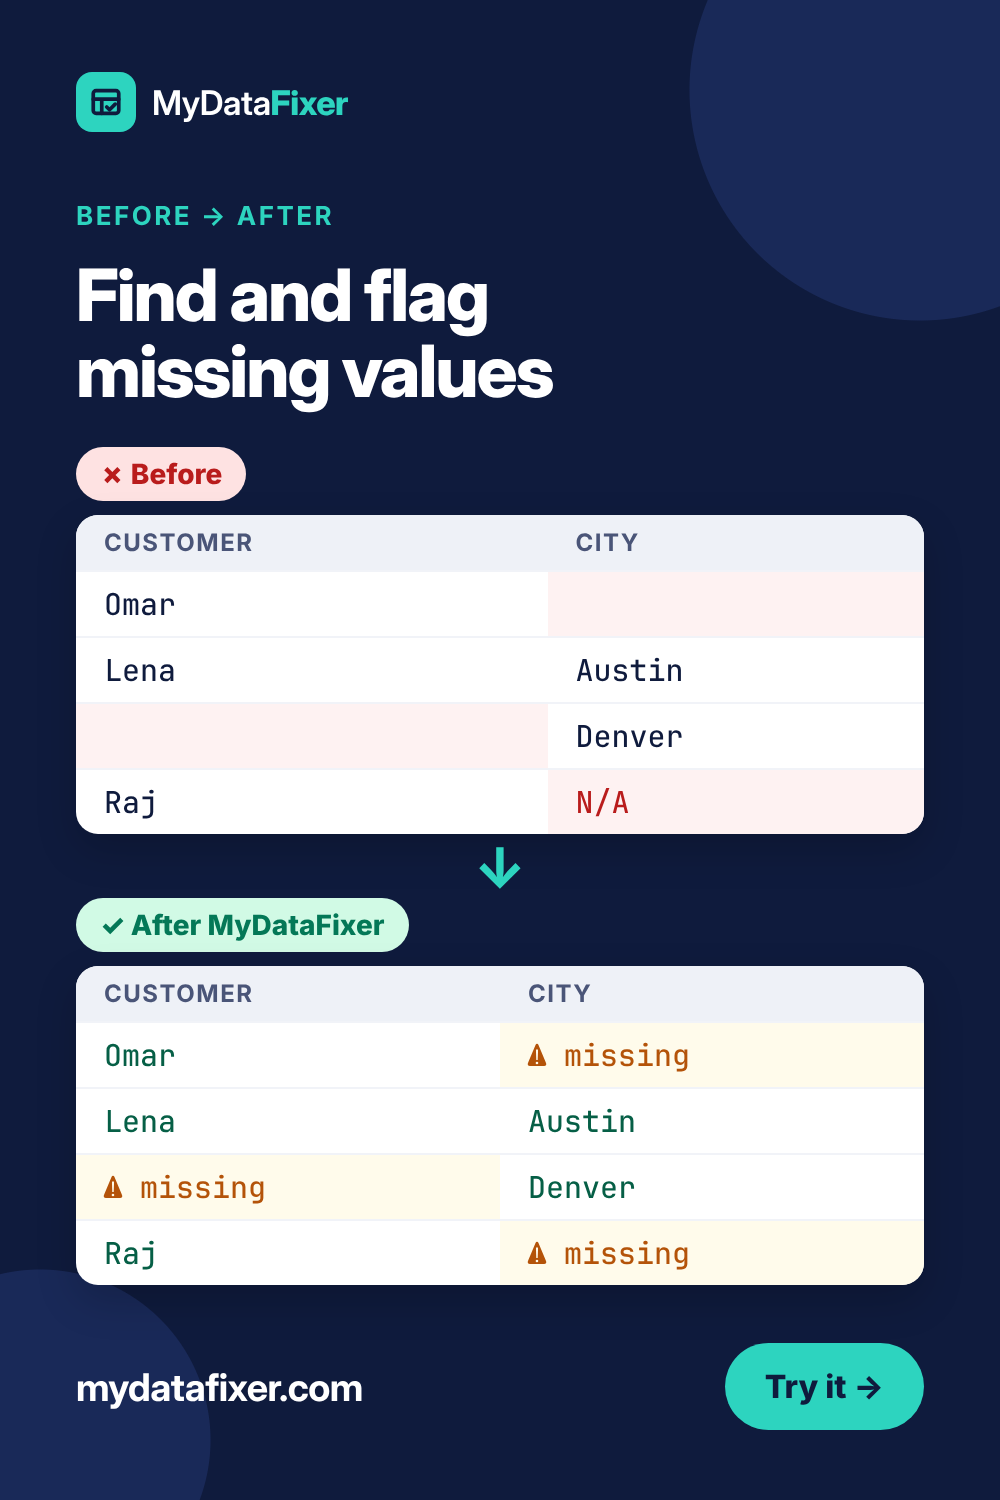 MyDataFixer
BEFORE → AFTER
Find and flag
missing values
✕ Before
CUSTOMER CITY
Omar
Lena Austin
Denver
Raj N/A
↓
✓ After MyDataFixer
CUSTOMER CITY
Omar ⚠ missing
Lena Austin
⚠ missing Denver
Raj ⚠ missing
mydatafixer.com
Try it →